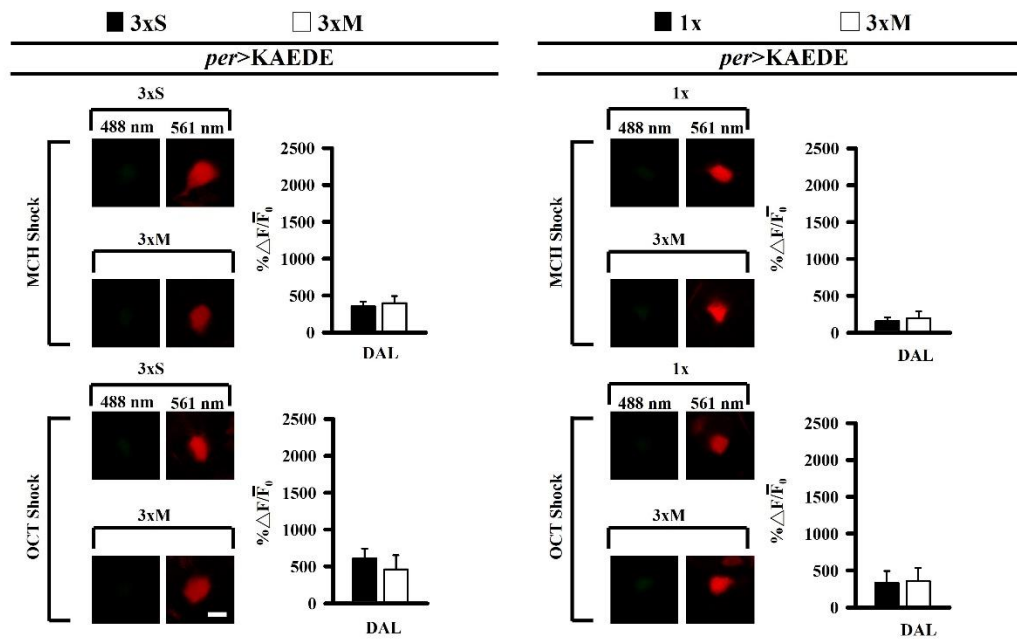 3xS 3xM
per>KAEDE
3xS
488 nm 561 nm
3xM
MCH Shock
%△F/F̅₀
2500
2000
1500
1000
500
0
DAL
3xS
488 nm 561 nm
3xM
OCT Shock
%△F/F̅₀
2500
2000
1500
1000
500
0
DAL
1x 3xM
per>KAEDE
1x
488 nm 561 nm
3xM
MCH Shock
%△F/F̅₀
2500
2000
1500
1000
500
0
DAL
1x
488 nm 561 nm
3xM
OCT Shock
%△F/F̅₀
2500
2000
1500
1000
500
0
DAL